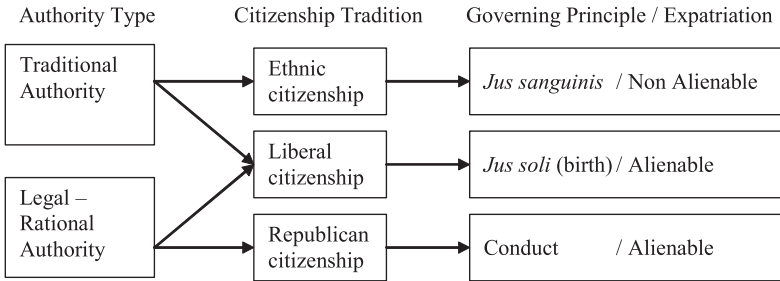 Authority Type
Citizenship Tradition
Governing Principle / Expatriation
Traditional
Authority
Ethnic
citizenship
Jus sanguinis / Non Alienable
Liberal
citizenship
Jus soli (birth) / Alienable
Legal –
Rational
Authority
Republican
citizenship
Conduct / Alienable